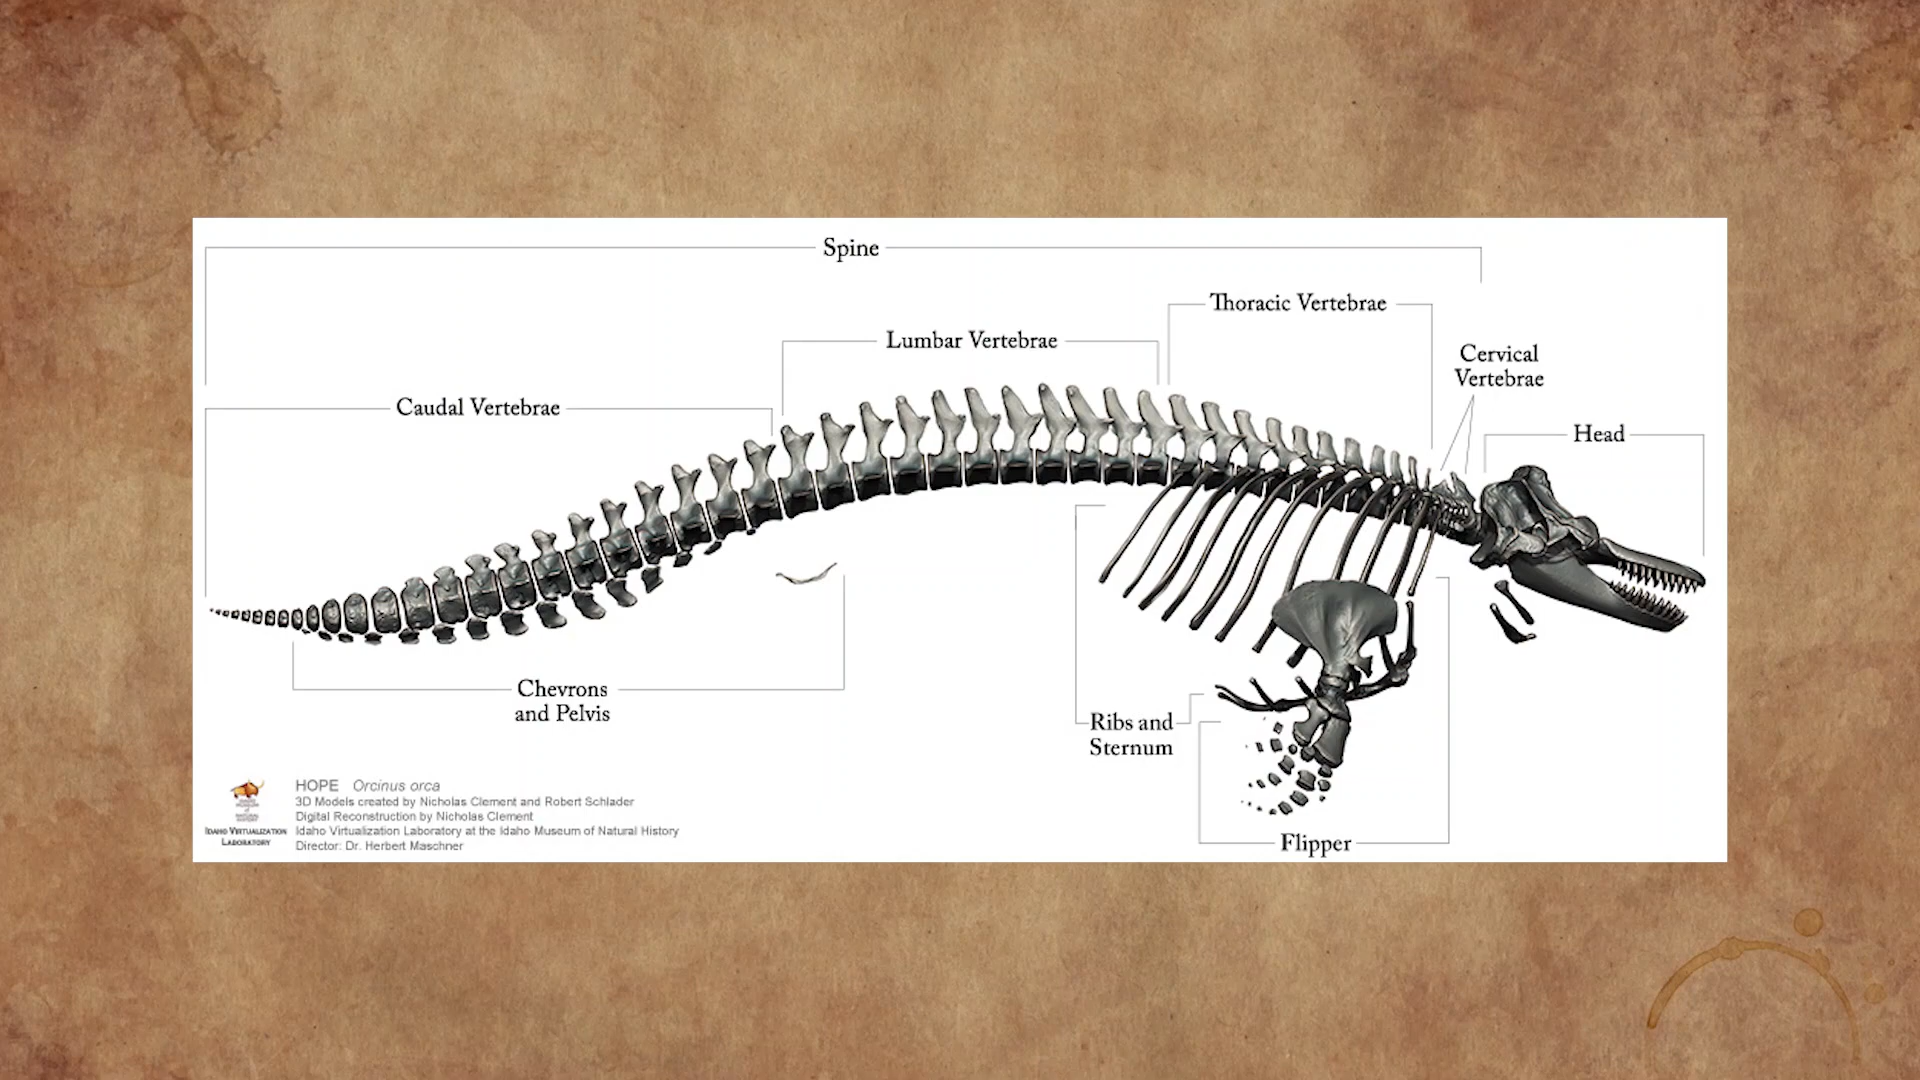 Spine
Thoracic Vertebrae
Lumbar Vertebrae
Cervical
Vertebrae
Caudal Vertebrae
Head
Chevrons
and Pelvis
Ribs and
Sternum
Flipper
HOPE Orcinus orca
3D Models created by Nicholas Clement and Robert Schlader
Digital Reconstruction by Nicholas Clement
Idaho Virtualization Laboratory at the Idaho Museum of Natural History
Director: Dr. Herbert Maschner
IDAHO VIRTUALIZATION
LABORATORY